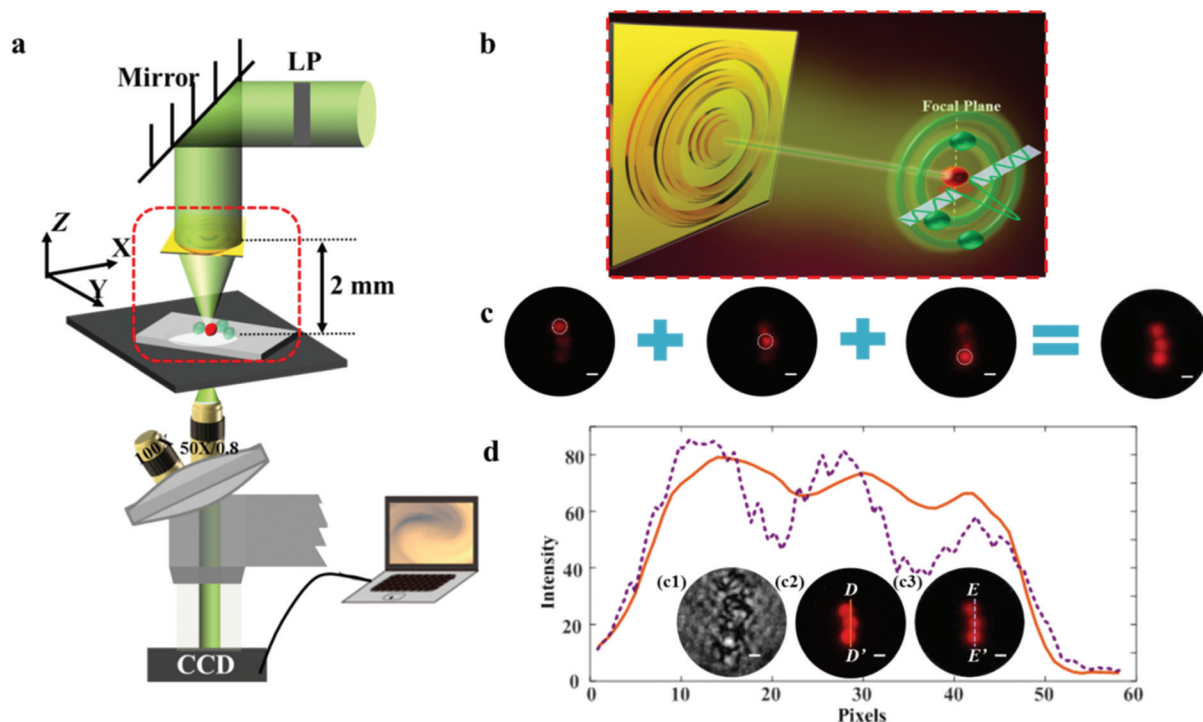 a
Mirror
LP
Z
X
Y
2 mm
100X
50X/0.8
CCD
b
Focal Plane
c
d
Intensity
80
60
40
20
0
(c1)
(c2)
D
D'
(c3)
E
E'
0
10
20
30
40
50
60
Pixels